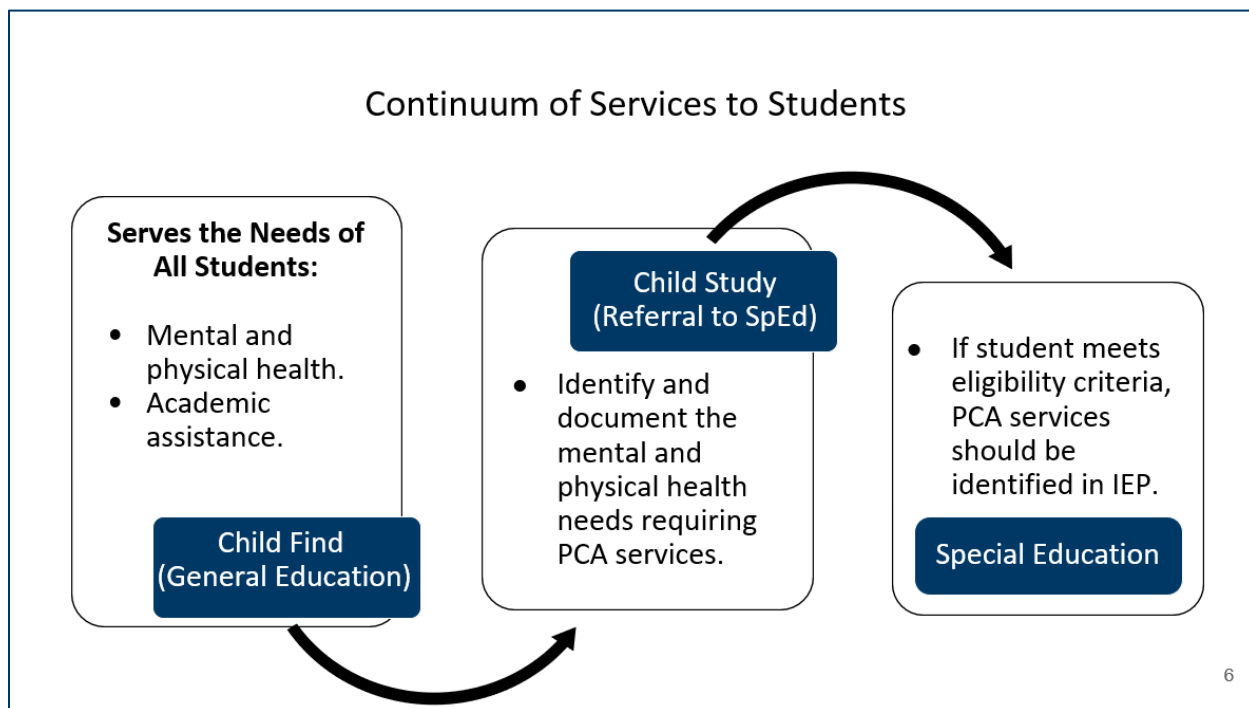 Continuum of Services to Students
Serves the Needs of
All Students:
• Mental and
physical health.
• Academic
assistance.
Child Find
(General Education)
Child Study
(Referral to SpEd)
• Identify and
document the
mental and
physical health
needs requiring
PCA services.
• If student meets
eligibility criteria,
PCA services
should be
identified in IEP.
Special Education
6